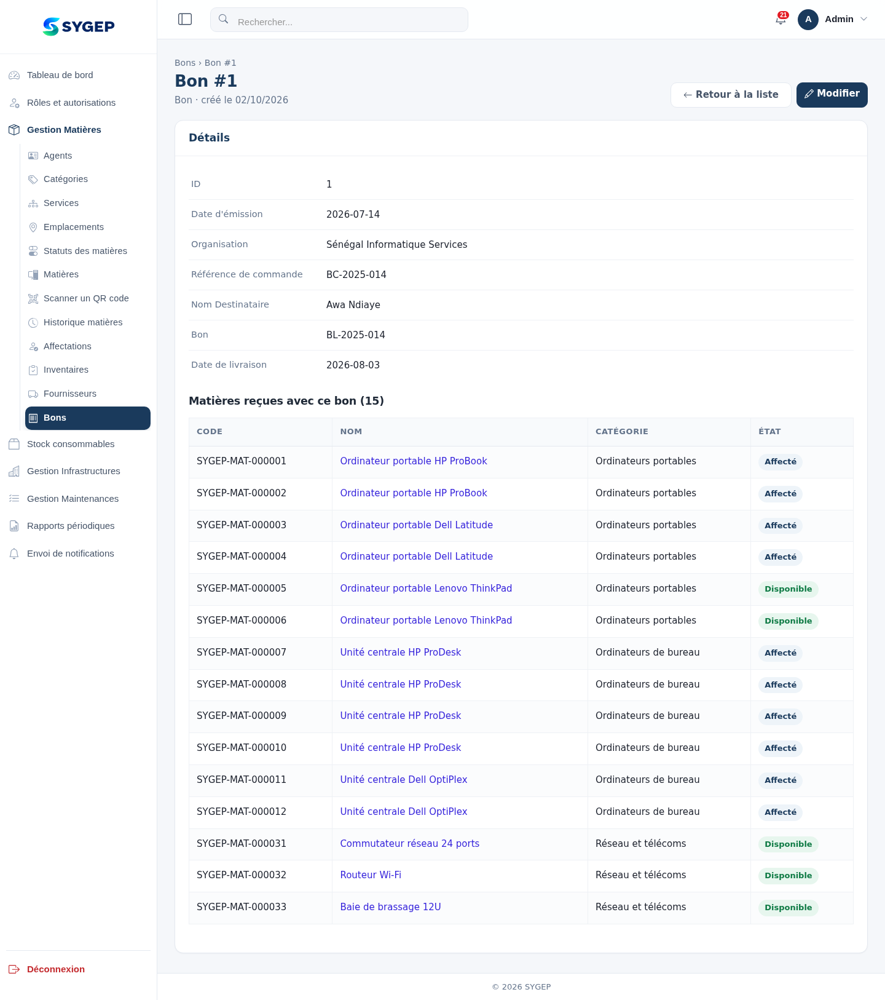 SYGEP
Rechercher...
21
A
Admin
Tableau de bord
Rôles et autorisations
Gestion Matières
Agents
Catégories
Services
Emplacements
Statuts des matières
Matières
Scanner un QR code
Historique matières
Affectations
Inventaires
Fournisseurs
Bons
Stock consommables
Gestion Infrastructures
Gestion Maintenances
Rapports périodiques
Envoi de notifications
Déconnexion
Bons › Bon #1
Bon #1
Bon · créé le 02/10/2026
← Retour à la liste
Modifier
Détails
ID 1
Date d'émission 2026-07-14
Organisation Sénégal Informatique Services
Référence de commande BC-2025-014
Nom Destinataire Awa Ndiaye
Bon BL-2025-014
Date de livraison 2026-08-03
Matières reçues avec ce bon (15)
CODE NOM CATÉGORIE ÉTAT
SYGEP-MAT-000001 Ordinateur portable HP ProBook Ordinateurs portables Affecté
SYGEP-MAT-000002 Ordinateur portable HP ProBook Ordinateurs portables Affecté
SYGEP-MAT-000003 Ordinateur portable Dell Latitude Ordinateurs portables Affecté
SYGEP-MAT-000004 Ordinateur portable Dell Latitude Ordinateurs portables Affecté
SYGEP-MAT-000005 Ordinateur portable Lenovo ThinkPad Ordinateurs portables Disponible
SYGEP-MAT-000006 Ordinateur portable Lenovo ThinkPad Ordinateurs portables Disponible
SYGEP-MAT-000007 Unité centrale HP ProDesk Ordinateurs de bureau Affecté
SYGEP-MAT-000008 Unité centrale HP ProDesk Ordinateurs de bureau Affecté
SYGEP-MAT-000009 Unité centrale HP ProDesk Ordinateurs de bureau Affecté
SYGEP-MAT-000010 Unité centrale HP ProDesk Ordinateurs de bureau Affecté
SYGEP-MAT-000011 Unité centrale Dell OptiPlex Ordinateurs de bureau Affecté
SYGEP-MAT-000012 Unité centrale Dell OptiPlex Ordinateurs de bureau Affecté
SYGEP-MAT-000031 Commutateur réseau 24 ports Réseau et télécoms Disponible
SYGEP-MAT-000032 Routeur Wi-Fi Réseau et télécoms Disponible
SYGEP-MAT-000033 Baie de brassage 12U Réseau et télécoms Disponible
© 2026 SYGEP